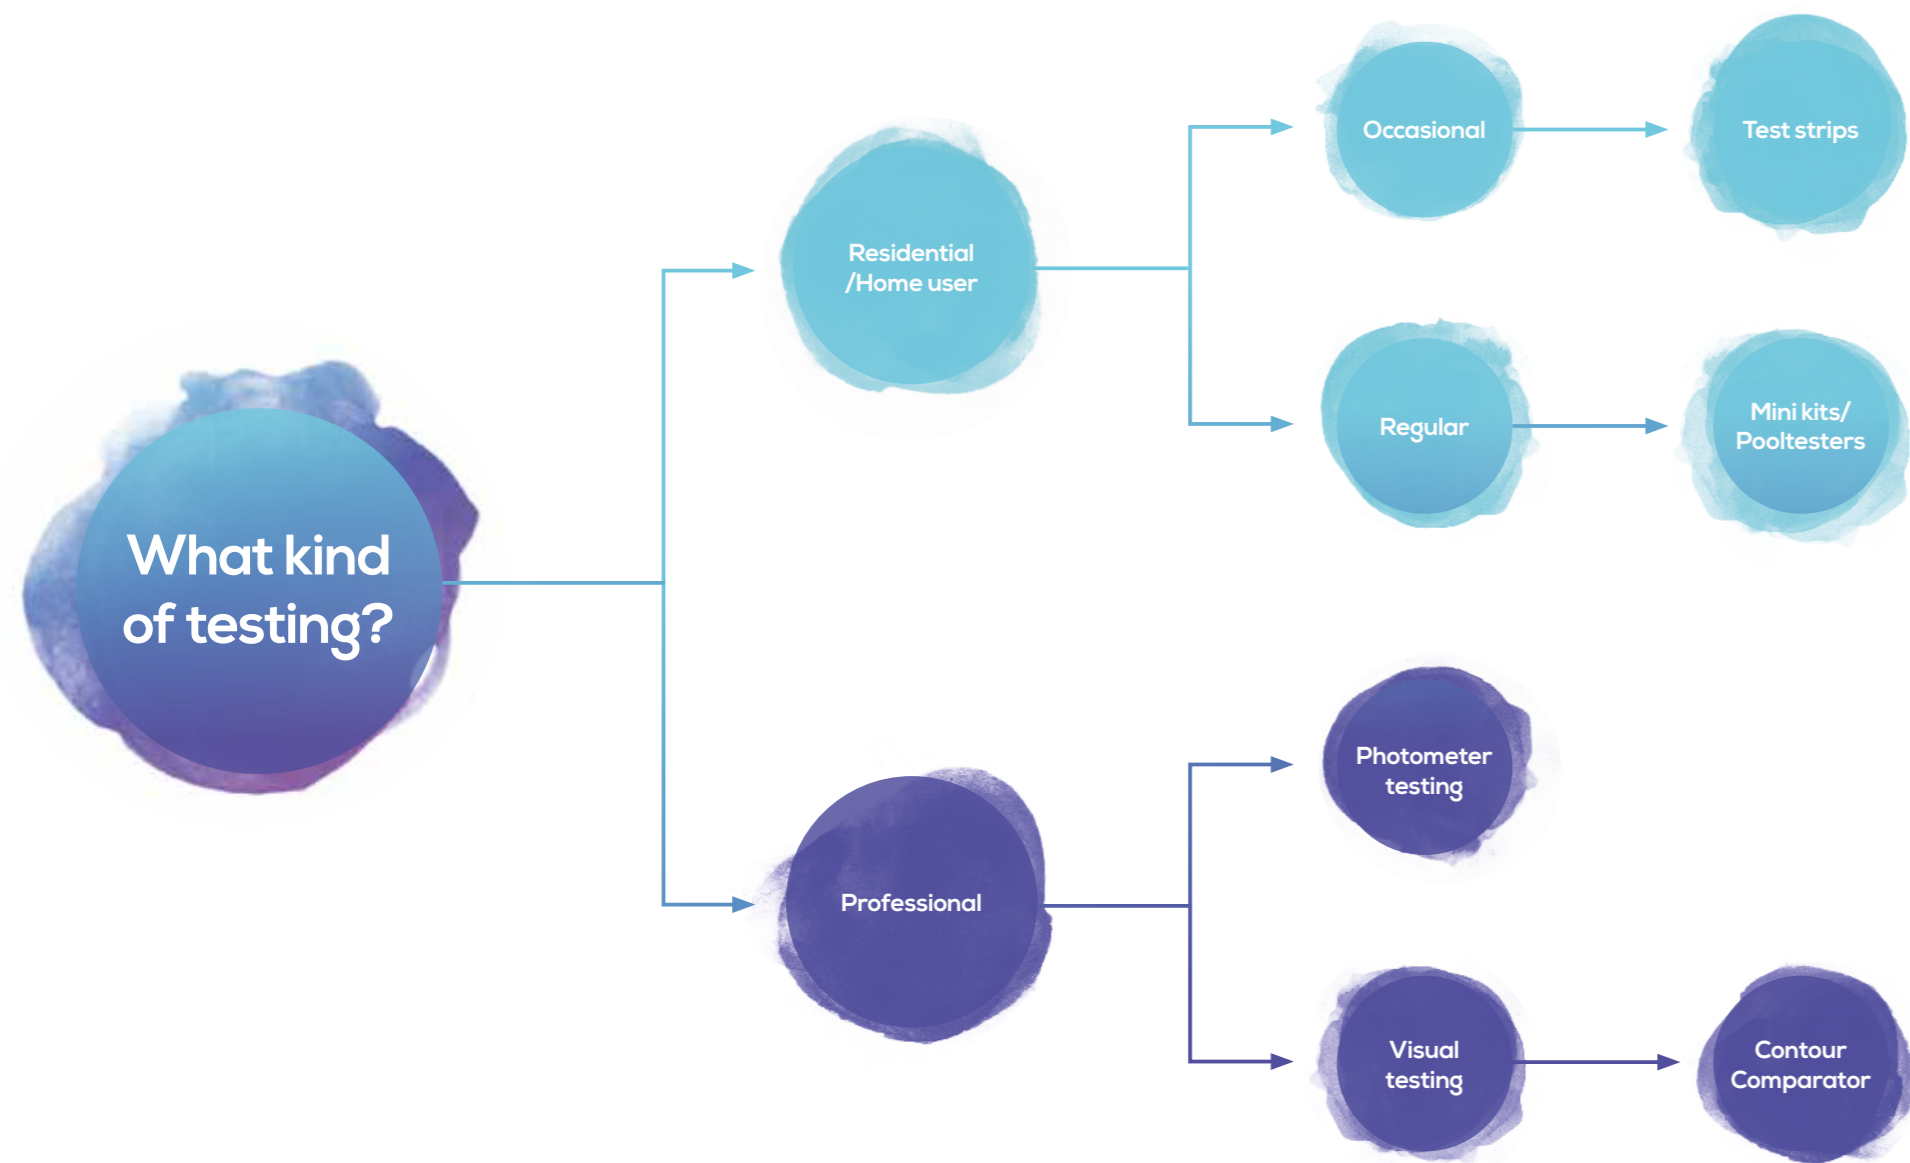 What kind
of testing?
Residential
/Home user
Occasional
Test strips
Regular
Mini kits/
Pooltesters
Professional
Photometer
testing
Visual
testing
Contour
Comparator